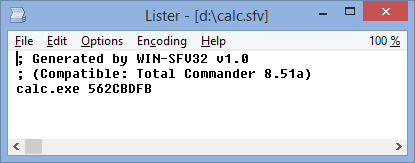 Lister - [d:\calc.sfv]
File Edit Options Encoding Help 100 %
; Generated by WIN-SFV32 v1.0
; (Compatible: Total Commander 8.51a)
calc.exe 562CBDFB